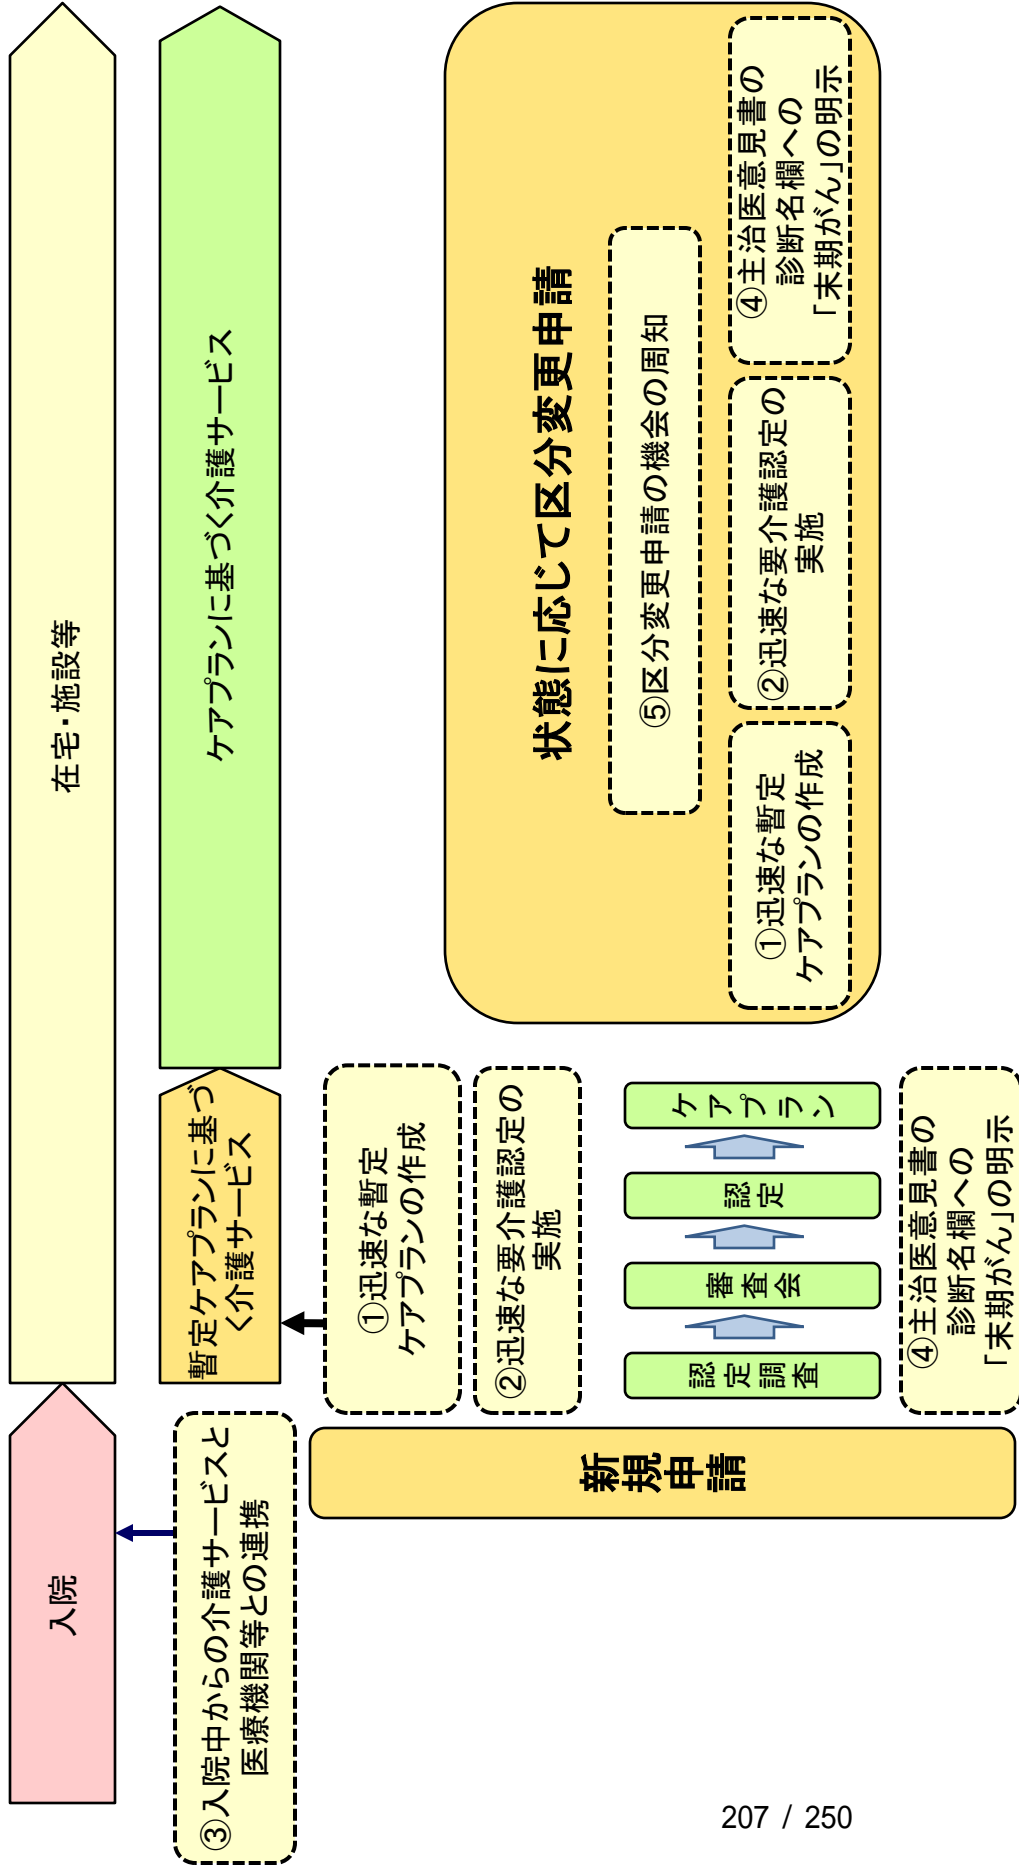 入院
在宅・施設等
③入院中からの介護サービスと
医療機関等との連携
暫定ケアプランに基づ
く介護サービス
ケアプランに基づく介護サービス
新規申請
①迅速な暫定
ケアプランの作成
②迅速な要介護認定の
実施
認定調査
審査会
認定
ケアプラン
④主治医意見書の
診断名欄への
「末期がん」の明示
状態に応じて区分変更申請
⑤区分変更申請の機会の周知
①迅速な暫定
ケアプランの作成
②迅速な要介護認定の
実施
④主治医意見書の
診断名欄への
「末期がん」の明示
207 / 250